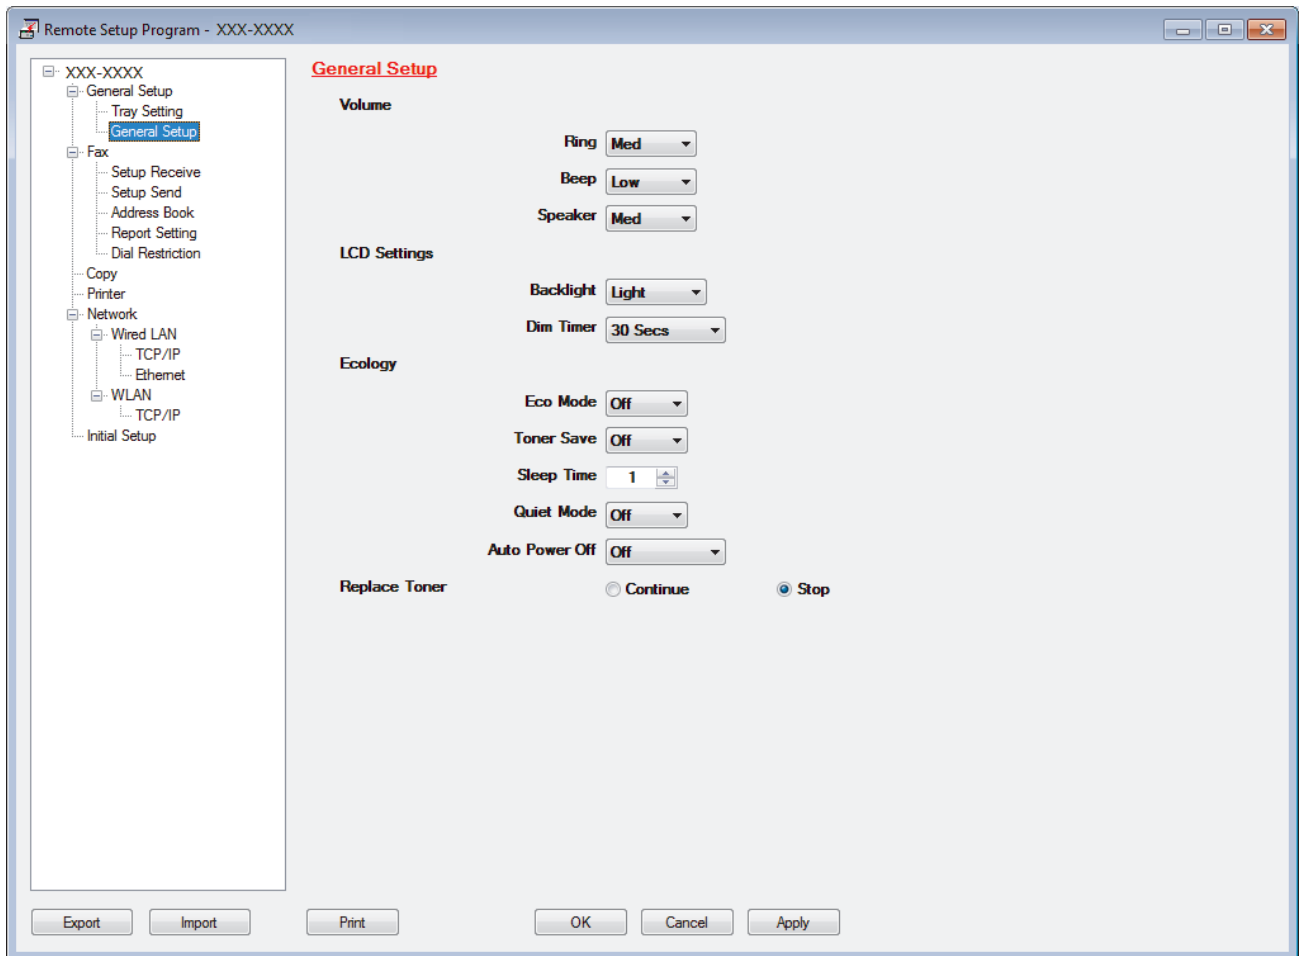 Remote Setup Program - XXX-XXXX
XXX-XXXX
General Setup
Tray Setting
General Setup
Fax
Setup Receive
Setup Send
Address Book
Report Setting
Dial Restriction
Copy
Printer
Network
Wired LAN
TCP/IP
Ethernet
WLAN
TCP/IP
Initial Setup
General Setup
Volume
Ring Med
Beep Low
Speaker Med
LCD Settings
Backlight Light
Dim Timer 30 Secs
Ecology
Eco Mode Off
Toner Save Off
Sleep Time 1
Quiet Mode Off
Auto Power Off Off
Replace Toner Continue Stop
Export Import Print OK Cancel Apply